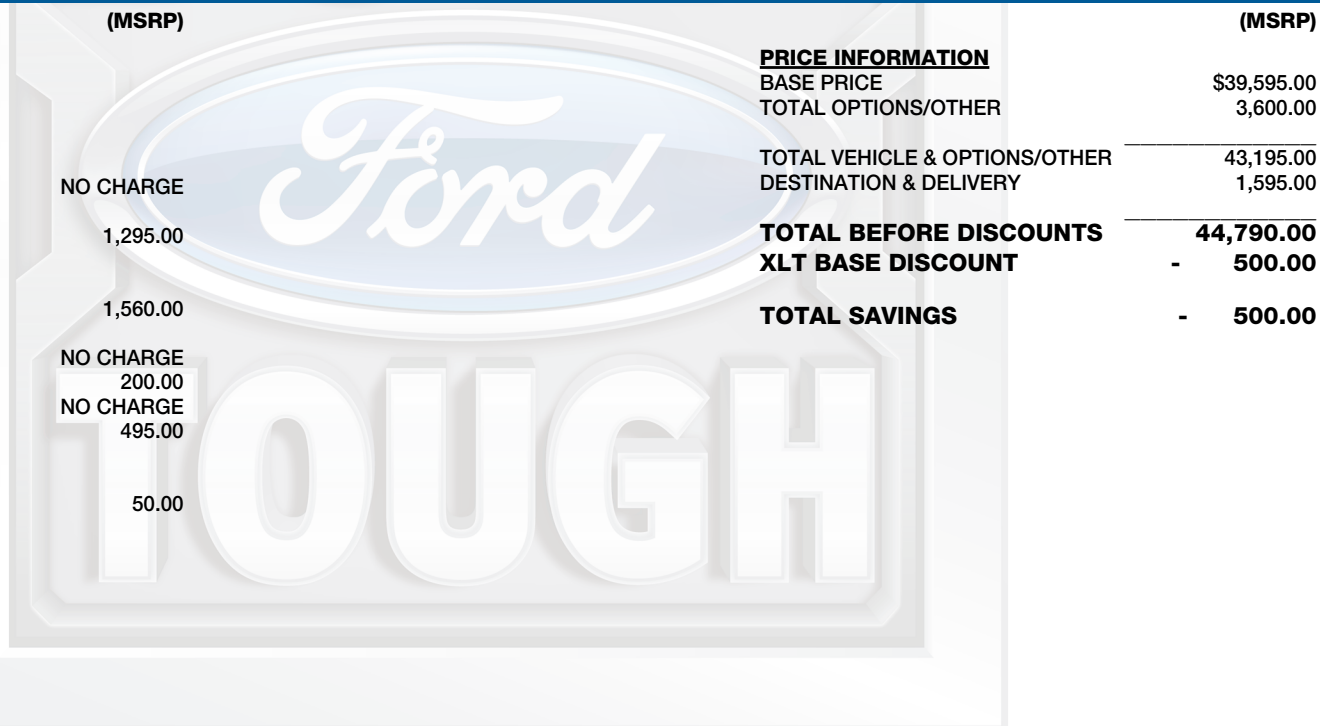 (MSRP)
NO CHARGE
1,295.00
1,560.00
NO CHARGE
200.00
NO CHARGE
495.00
50.00
(MSRP)
PRICE INFORMATION
BASE PRICE $39,595.00
TOTAL OPTIONS/OTHER 3,600.00
TOTAL VEHICLE & OPTIONS/OTHER 43,195.00
DESTINATION & DELIVERY 1,595.00
TOTAL BEFORE DISCOUNTS 44,790.00
XLT BASE DISCOUNT - 500.00
TOTAL SAVINGS - 500.00
Ford
TOUGH